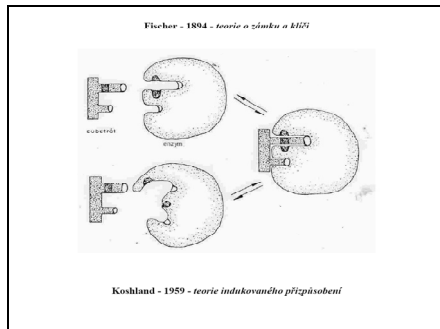 Fischer - 1894 - teorie o zámku a klíči
substrát
enzym
Koshland - 1959 - teorie indukovaného přizpůsobení